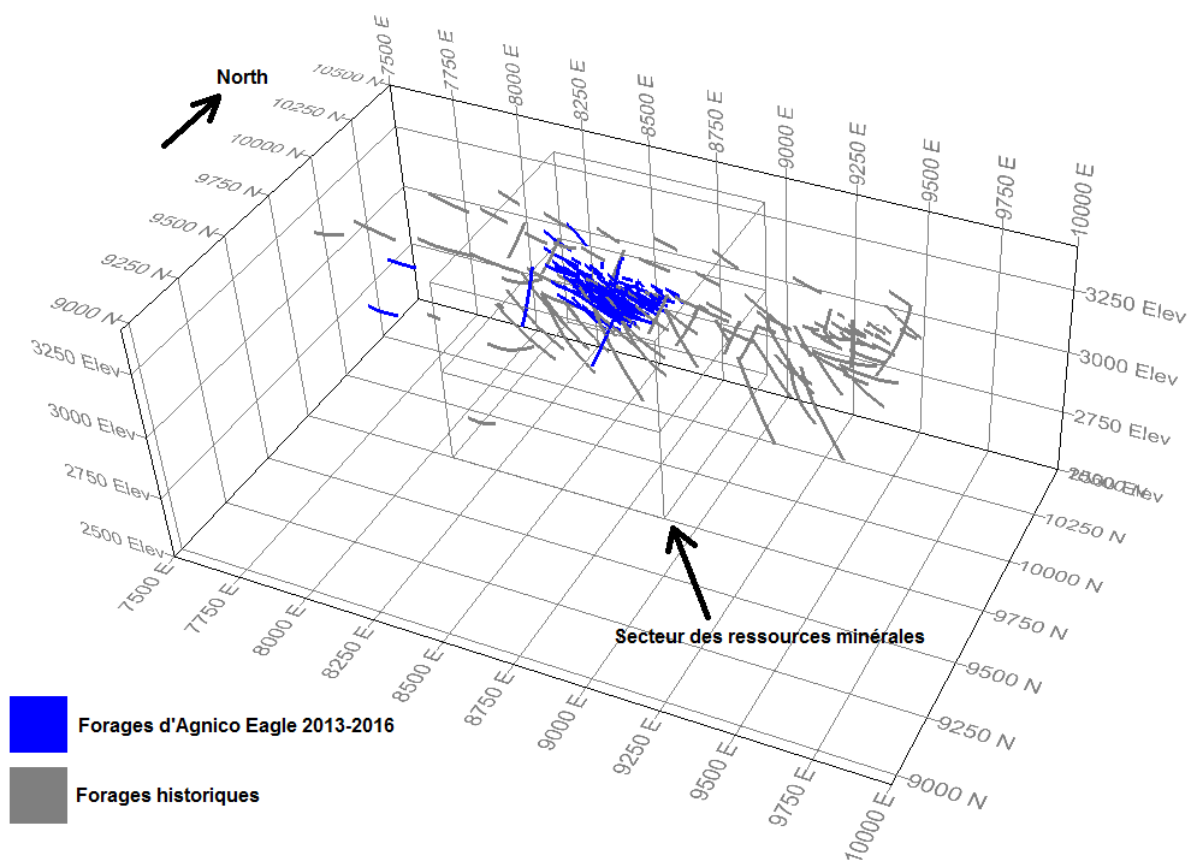 North
7500 E
7750 E
8000 E
8250 E
8500 E
8750 E
9000 E
9250 E
9500 E
9750 E
10000 E
10500 N
10250 N
10000 N
9750 N
9500 N
9250 N
9000 N
3250 Elev
3000 Elev
2750 Elev
2500 Elev
3250 Elev
3000 Elev
2750 Elev
2500 Elev
10250 N
10000 N
9750 N
9500 N
9250 N
9000 N
7500 E
7750 E
8000 E
8250 E
8500 E
8750 E
9000 E
9250 E
9500 E
9750 E
10000 E
Secteur des ressources minérales
Forages d'Agnico Eagle 2013-2016
Forages historiques